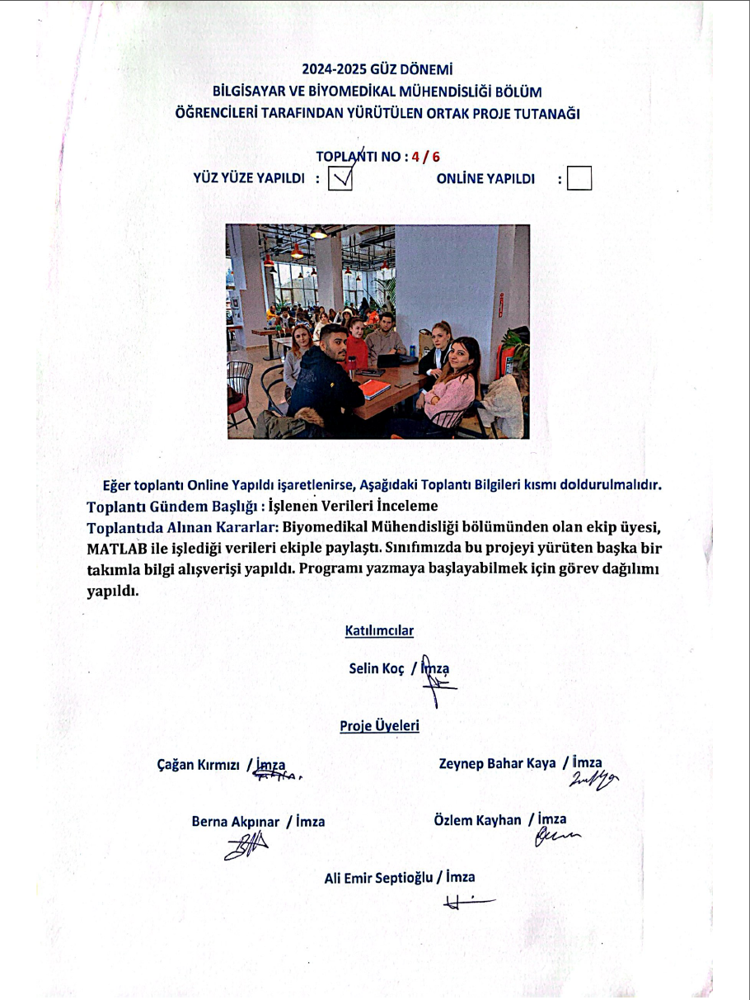 2024-2025 GÜZ DÖNEMİ
BİLGİSAYAR VE BİYOMEDİKAL MÜHENDİSLİĞİ BÖLÜM
ÖĞRENCİLERİ TARAFINDAN YÜRÜTÜLEN ORTAK PROJE TUTANAĞI
TOPLANTI NO : 4 / 6
YÜZ YÜZE YAPILDI : ONLİNE YAPILDI :
Eğer toplantı Online Yapıldı işaretlenirse, Aşağıdaki Toplantı Bilgileri kısmı doldurulmalıdır.
Toplantı Gündem Başlığı : İşlenen Verileri İnceleme
Toplantıda Alınan Kararlar: Biyomedikal Mühendisliği bölümünden olan ekip üyesi,
MATLAB ile işlediği verileri ekiple paylaştı. Sınıfımızda bu projeyi yürüten başka bir
takımla bilgi alışverişi yapıldı. Programı yazmaya başlayabilmek için görev dağılımı
yapıldı.
Katılımcılar
Selin Koç / İmza
Proje Üyeleri
Çağan Kırmızı / İmza Zeynep Bahar Kaya / İmza
Berna Akpınar / İmza Özlem Kayhan / İmza
Ali Emir Septioğlu / İmza